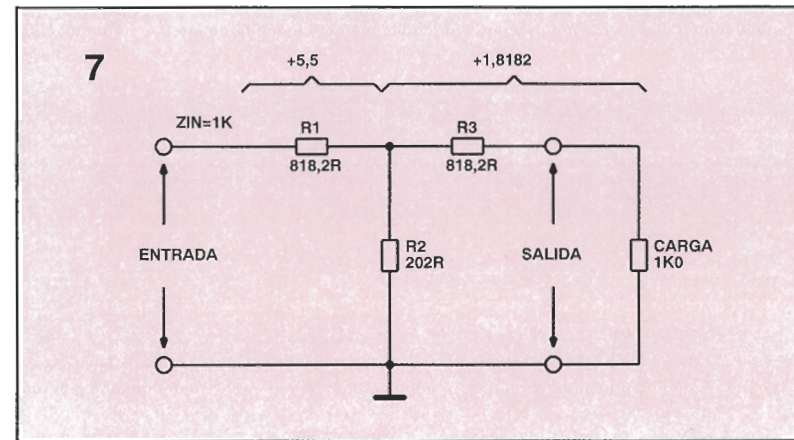 7
+5,5
+1,8182
ZIN=1K
R1
818,2R
R3
818,2R
ENTRADA
R2
202R
SALIDA
CARGA
1K0